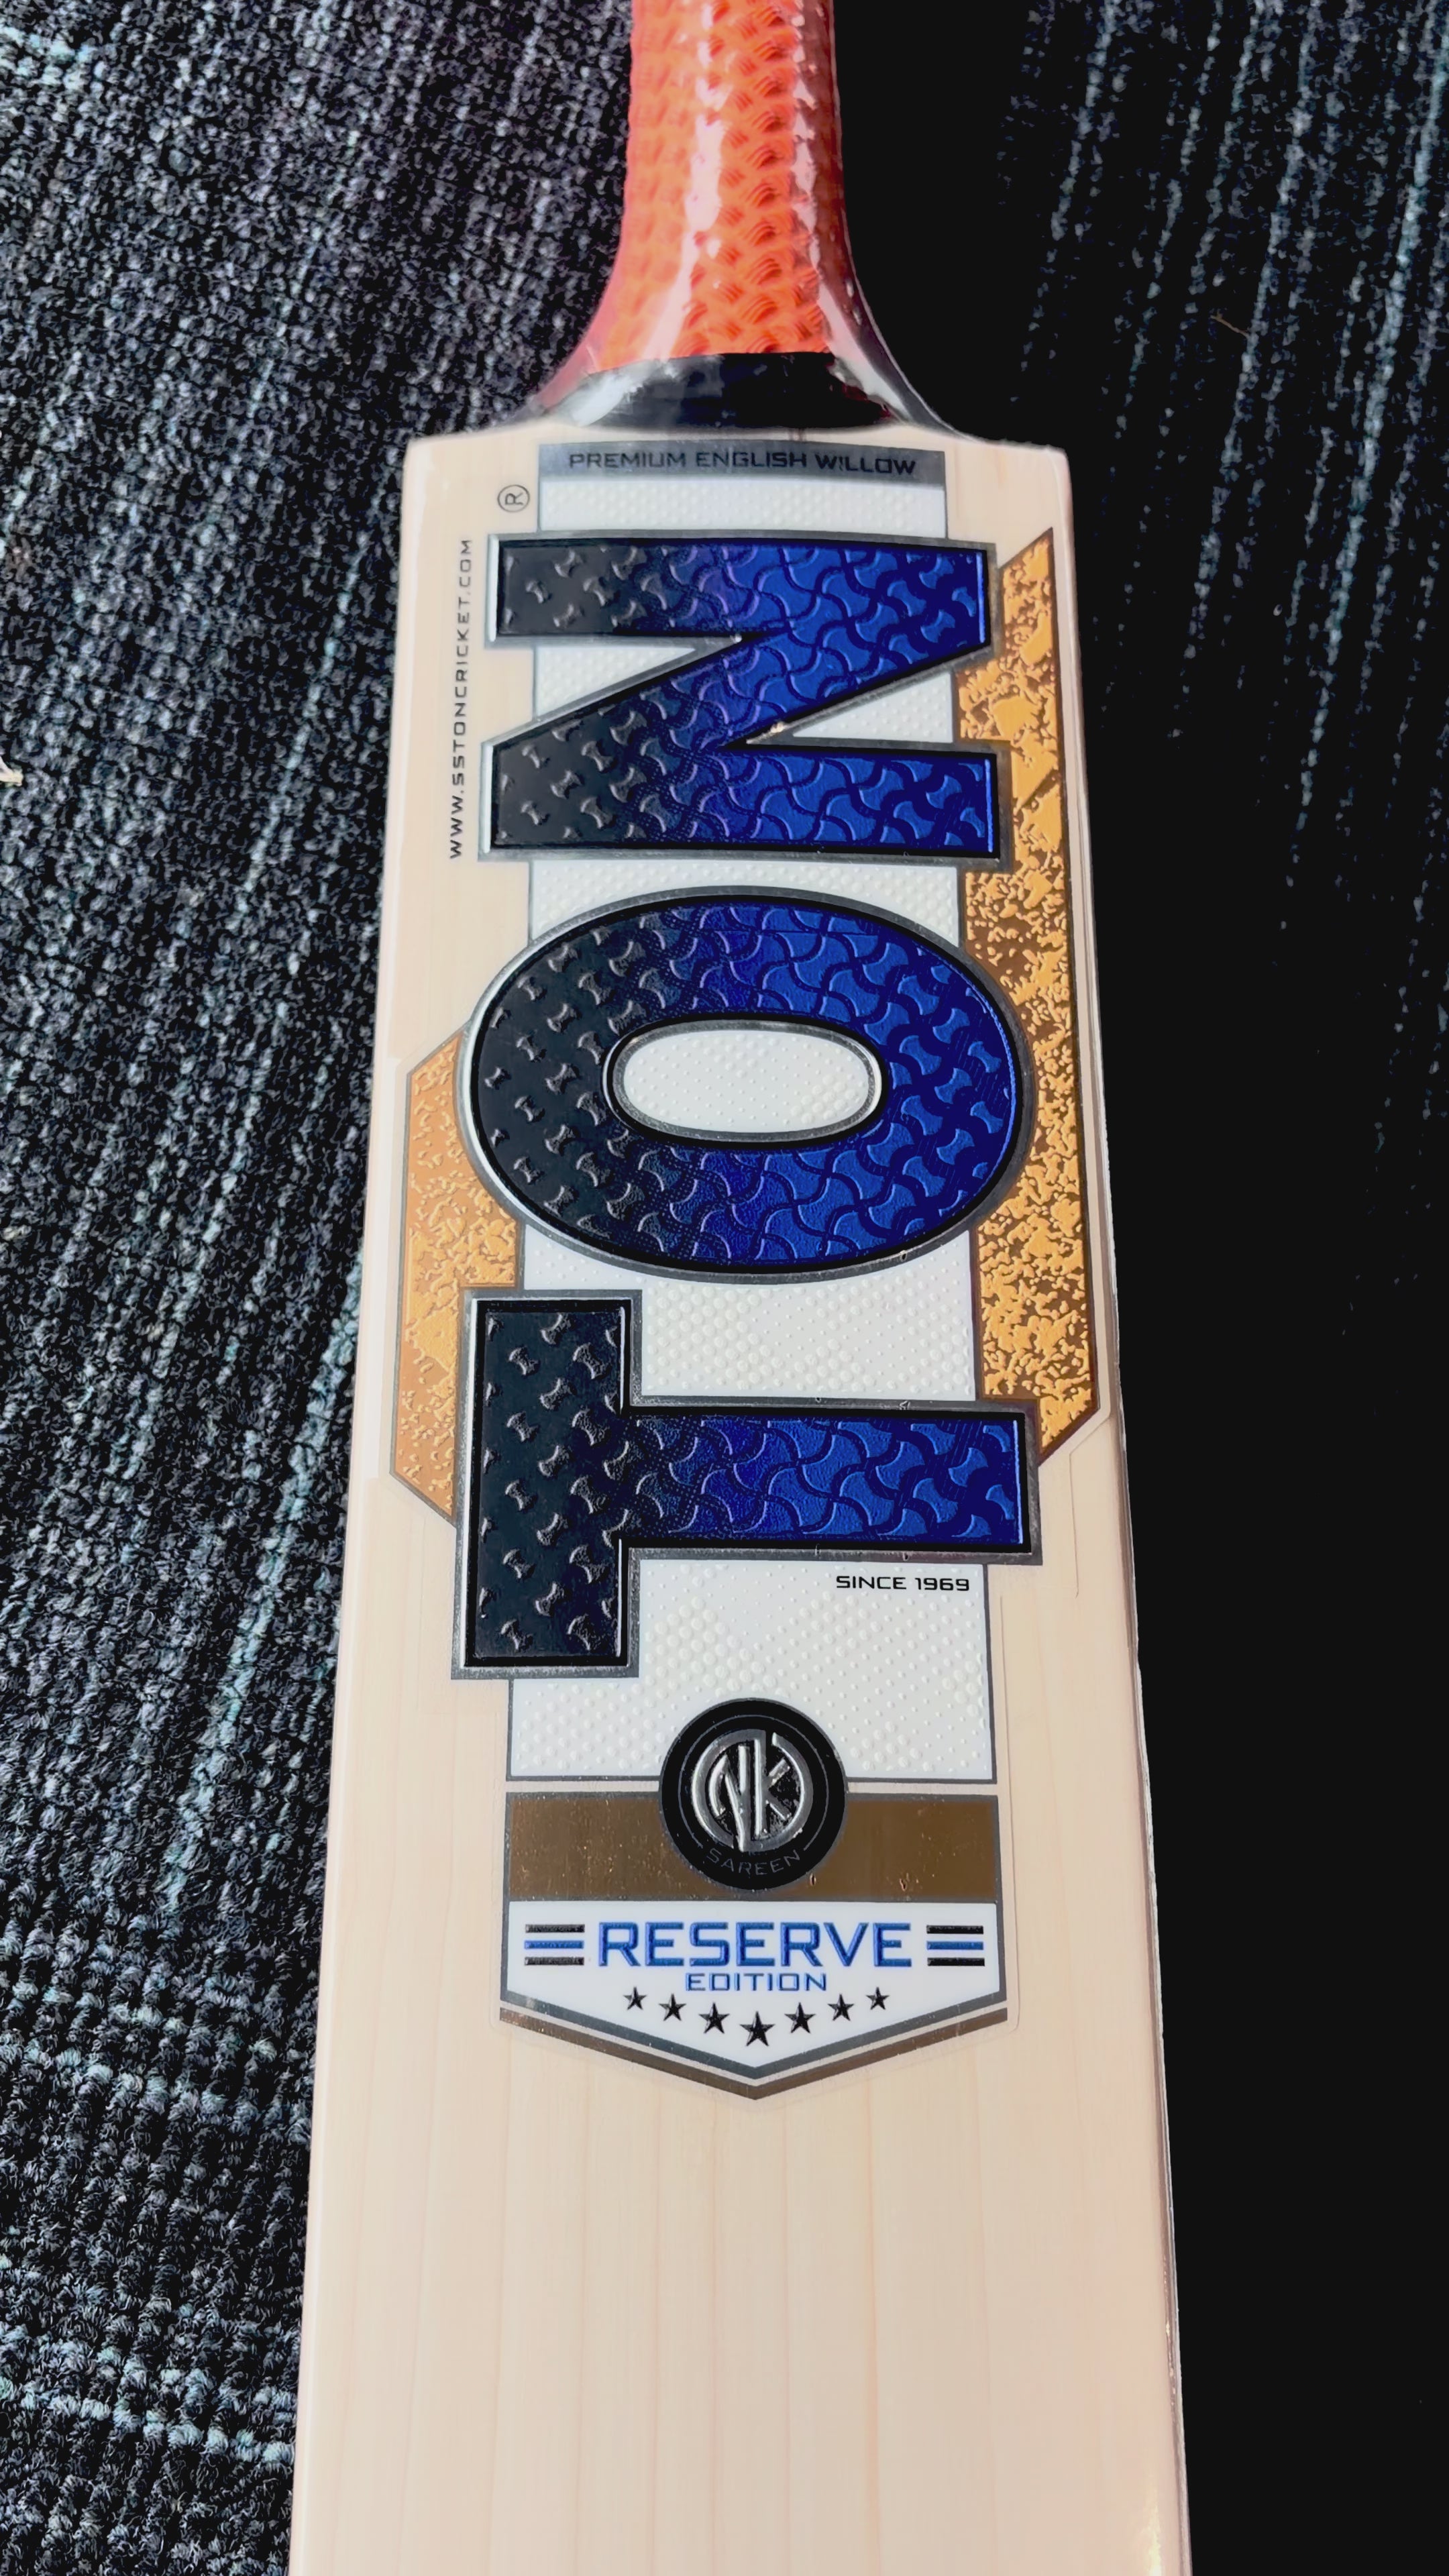 PREMIUM ENGLISH WILLOW
®
WWW.SSTONCRICKET.COM
TON
SINCE 1969
NK
SAREEN
RESERVE
EDITION